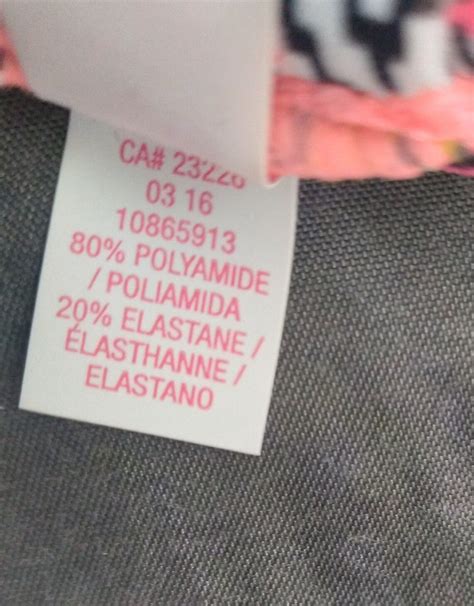 CA# 23226
03 16
10865913
80% POLYAMIDE
/ POLIAMIDA
20% ELASTANE /
ÉLASTHANNE /
ELASTANO